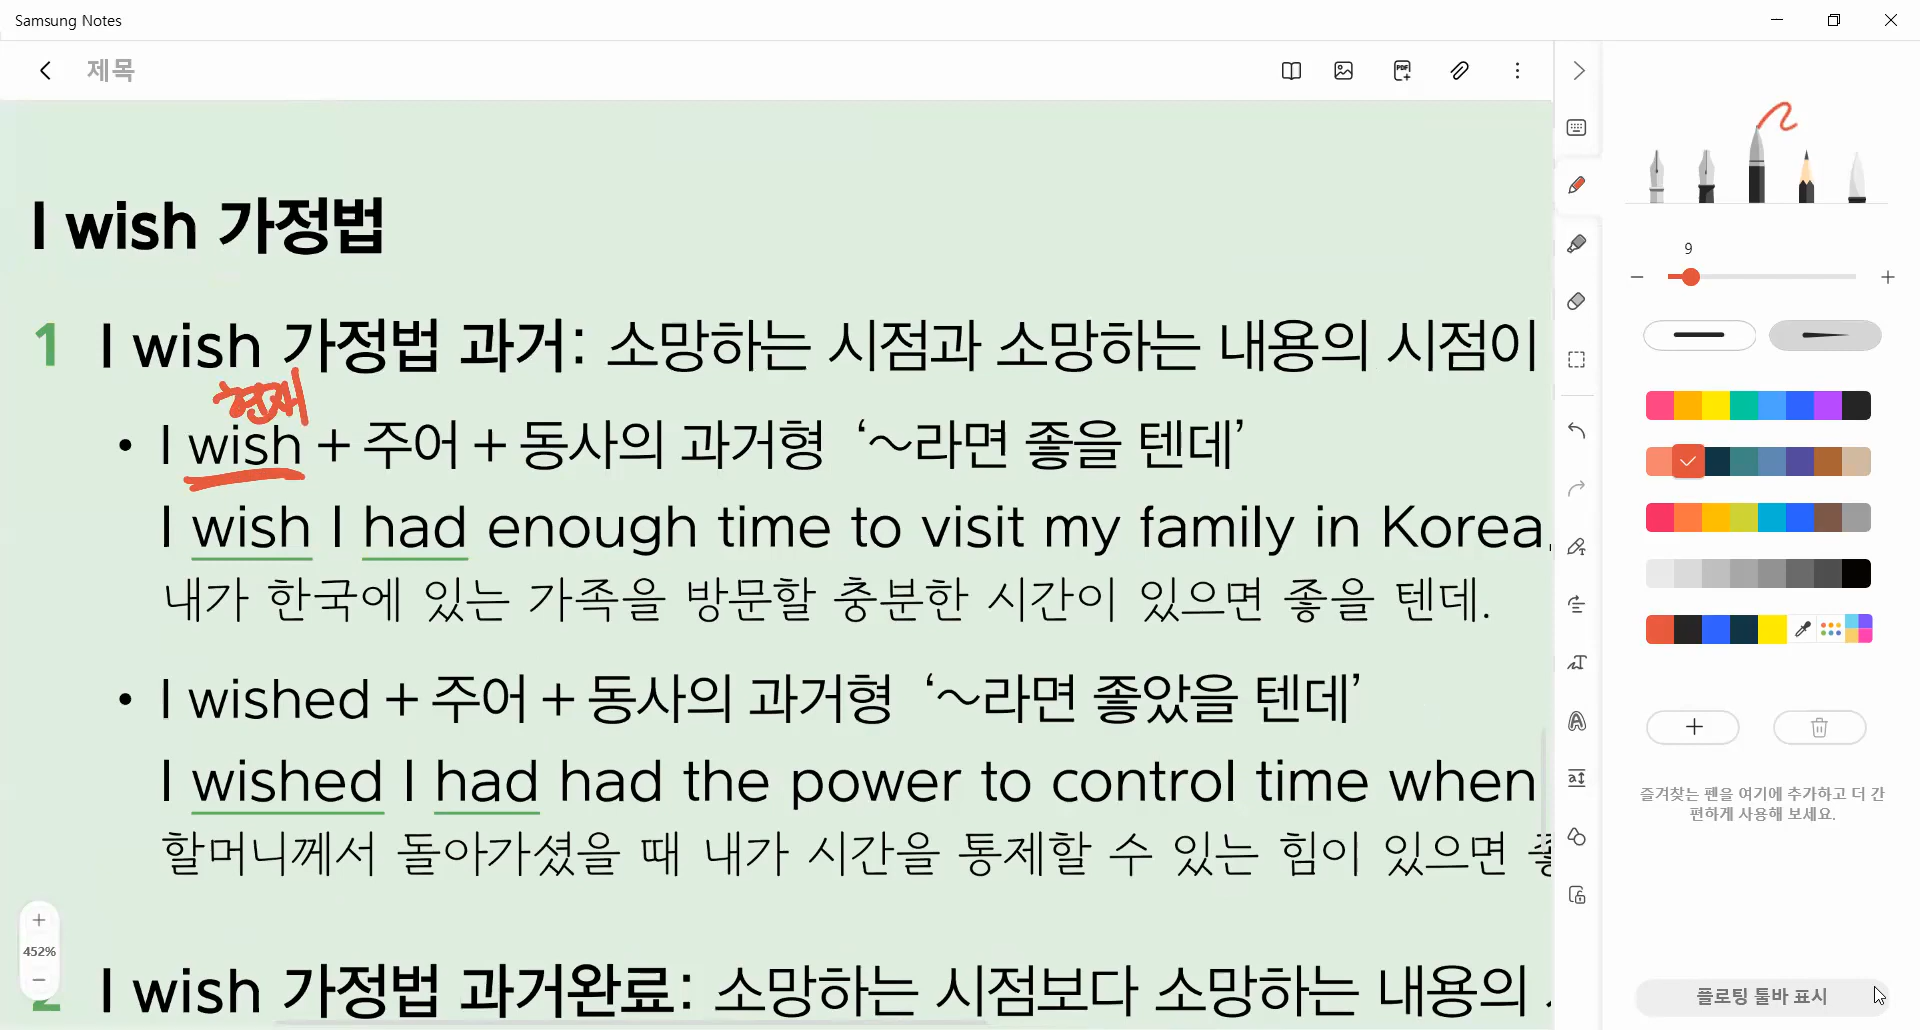 Samsung Notes
제목
I wish 가정법
1 I wish 가정법 과거: 소망하는 시점과 소망하는 내용의 시점이
현재
• I wish + 주어 + 동사의 과거형 ‘~라면 좋을 텐데’
I wish I had enough time to visit my family in Korea.
내가 한국에 있는 가족을 방문할 충분한 시간이 있으면 좋을 텐데.
• I wished + 주어 + 동사의 과거형 ‘~라면 좋았을 텐데’
I wished I had had the power to control time when
할머니께서 돌아가셨을 때 내가 시간을 통제할 수 있는 힘이 있으면
2 I wish 가정법 과거완료: 소망하는 시점보다 소망하는 내용의
452%
PDF
9
즐겨찾는 펜을 여기에 추가하고 더 간
편하게 사용해 보세요.
플로팅 툴바 표시